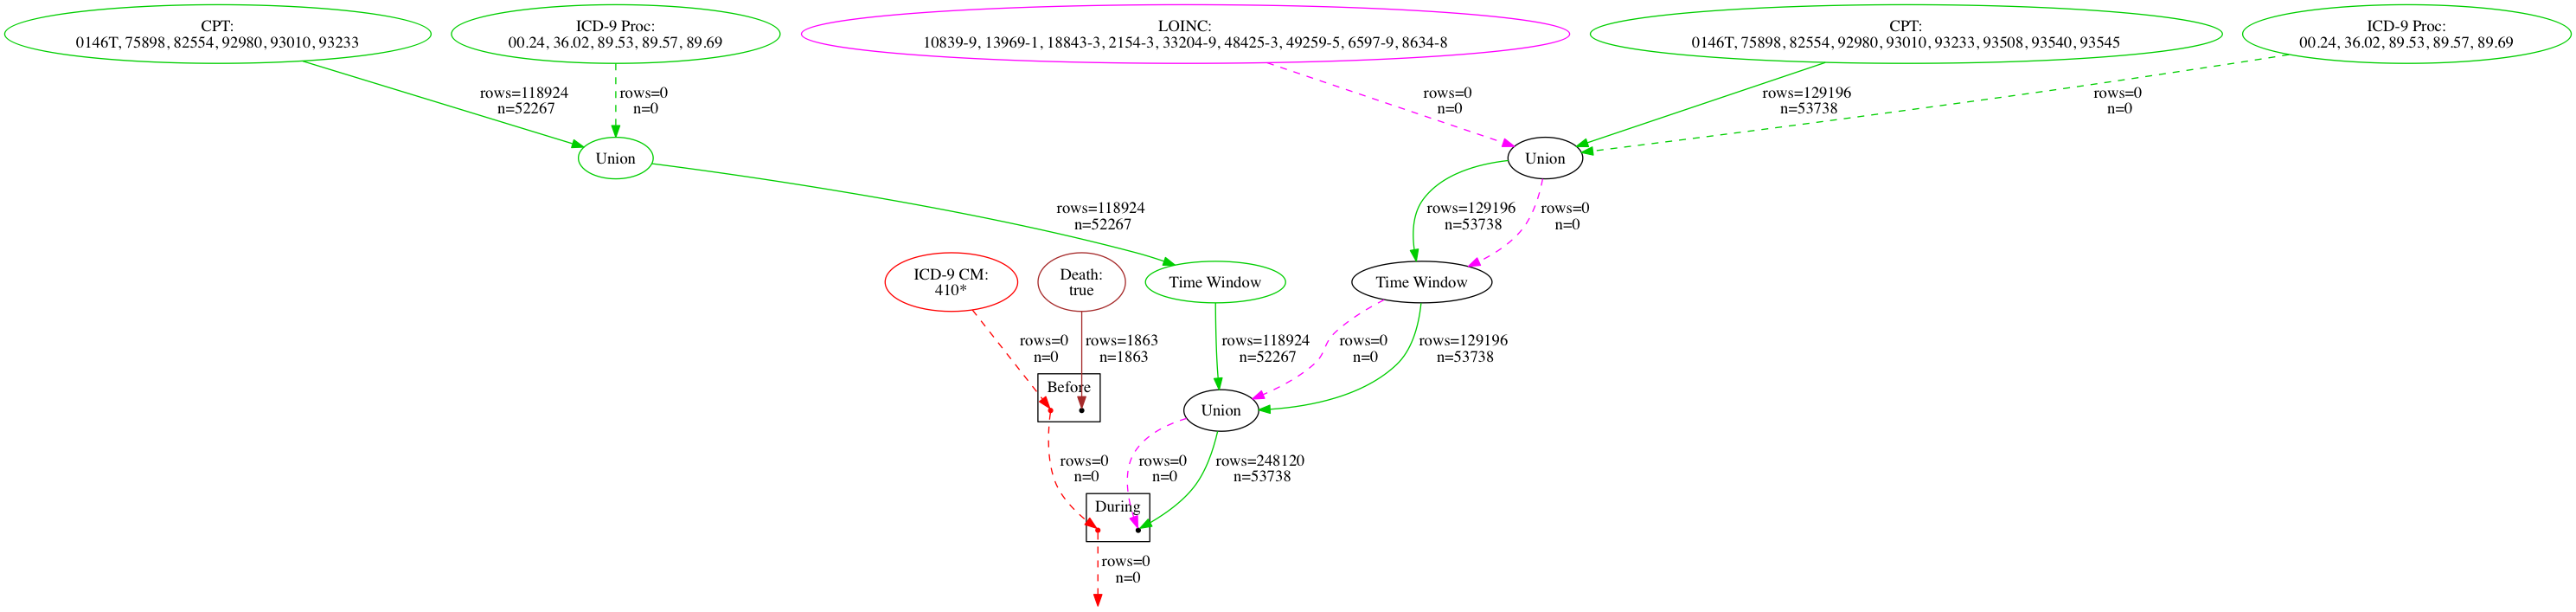 CPT:
0146T, 75898, 82554, 92980, 93010, 93233
ICD-9 Proc:
00.24, 36.02, 89.53, 89.57, 89.69
LOINC:
10839-9, 13969-1, 18843-3, 2154-3, 33204-9, 48425-3, 49259-5, 6597-9, 8634-8
CPT:
0146T, 75898, 82554, 92980, 93010, 93233, 93508, 93540, 93545
ICD-9 Proc:
00.24, 36.02, 89.53, 89.57, 89.69
rows=118924
n=52267
rows=0
n=0
rows=0
n=0
rows=129196
n=53738
rows=0
n=0
Union
Union
rows=118924
n=52267
rows=129196
n=53738
rows=0
n=0
ICD-9 CM:
410*
Death:
true
Time Window
Time Window
rows=0
n=0
rows=1863
n=1863
rows=118924
n=52267
rows=0
n=0
rows=129196
n=53738
Before
Union
rows=0
n=0
rows=0
n=0
rows=248120
n=53738
During
rows=0
n=0